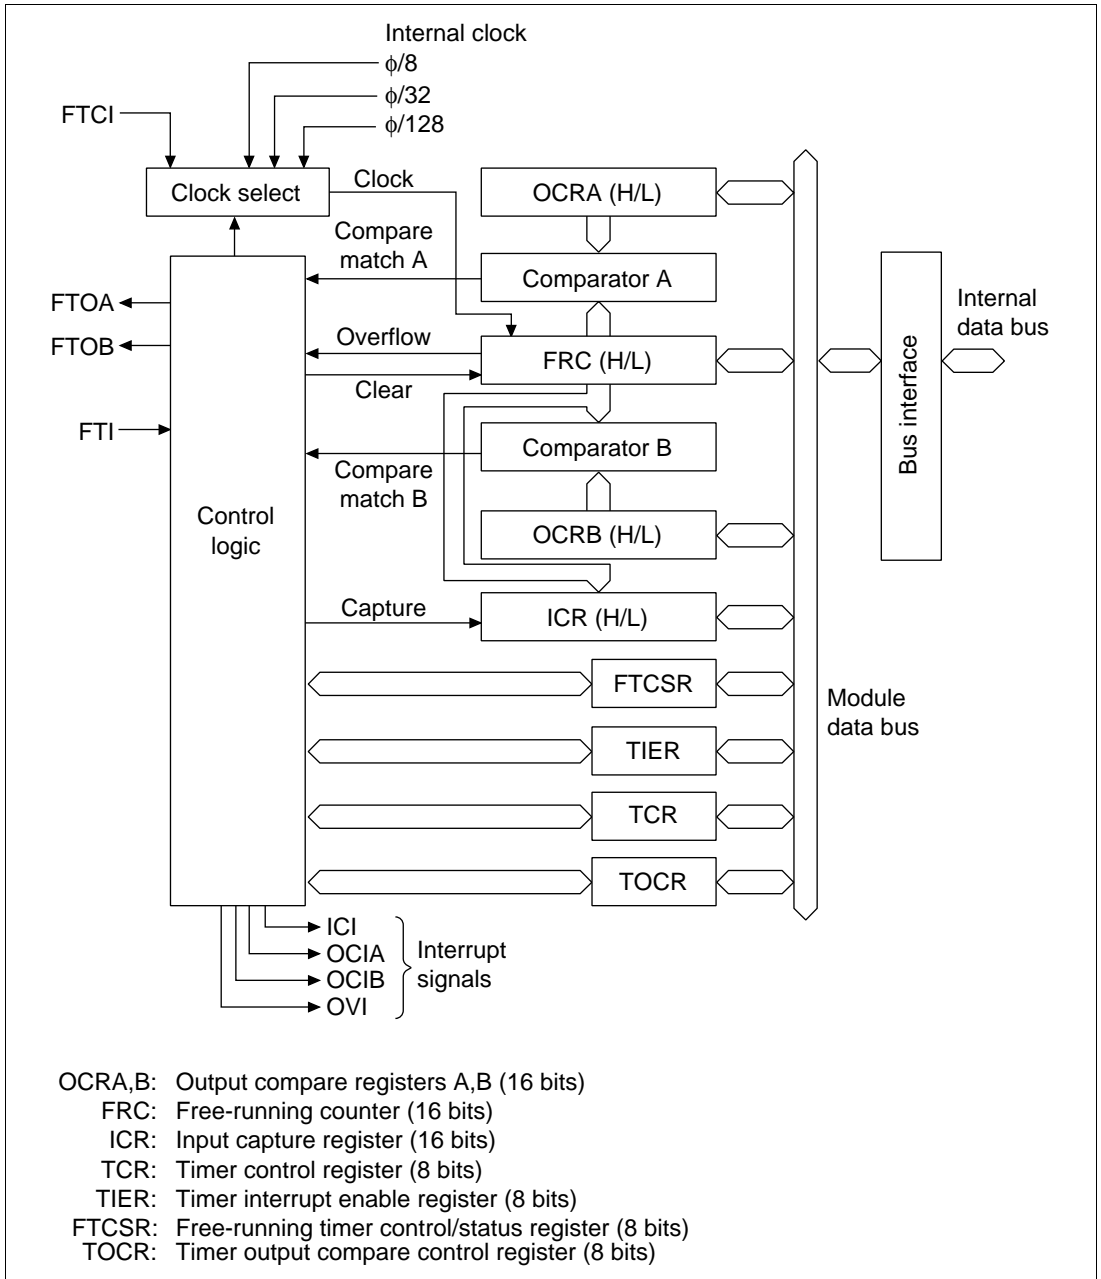 Internal clock
ϕ/8
ϕ/32
ϕ/128
FTCI
Clock select
Clock
OCRA (H/L)
Compare
match A
Comparator A
FTOA
FTOB
Overflow
FRC (H/L)
Clear
FTI
Comparator B
Compare
match B
Control
logic
OCRB (H/L)
Capture
ICR (H/L)
FTCSR
TIER
TCR
TOCR
Module
data bus
Bus interface
Internal
data bus
ICI
OCIA
OCIB
OVI
Interrupt
signals
OCRA,B: Output compare registers A,B (16 bits)
FRC: Free-running counter (16 bits)
ICR: Input capture register (16 bits)
TCR: Timer control register (8 bits)
TIER: Timer interrupt enable register (8 bits)
FTCSR: Free-running timer control/status register (8 bits)
TOCR: Timer output compare control register (8 bits)